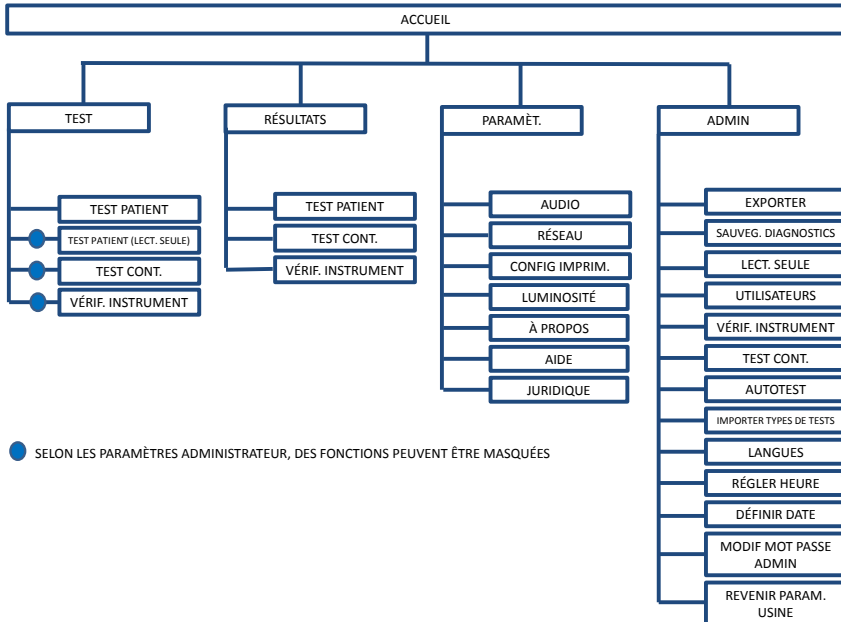 ACCUEIL
TEST
TEST PATIENT
TEST PATIENT (LECT. SEULE)
TEST CONT.
VÉRIF. INSTRUMENT
RÉSULTATS
TEST PATIENT
TEST CONT.
VÉRIF. INSTRUMENT
PARAMÈT.
AUDIO
RÉSEAU
CONFIG IMPRIM.
LUMINOSITÉ
À PROPOS
AIDE
JURIDIQUE
ADMIN
EXPORTER
SAUVEG. DIAGNOSTICS
LECT. SEULE
UTILISATEURS
VÉRIF. INSTRUMENT
TEST CONT.
AUTOTEST
IMPORTER TYPES DE TESTS
LANGUES
RÉGLER HEURE
DÉFINIR DATE
MODIF MOT PASSE
ADMIN
REVENIR PARAM.
USINE
SELON LES PARAMÈTRES ADMINISTRATEUR, DES FONCTIONS PEUVENT ÊTRE MASQUÉES